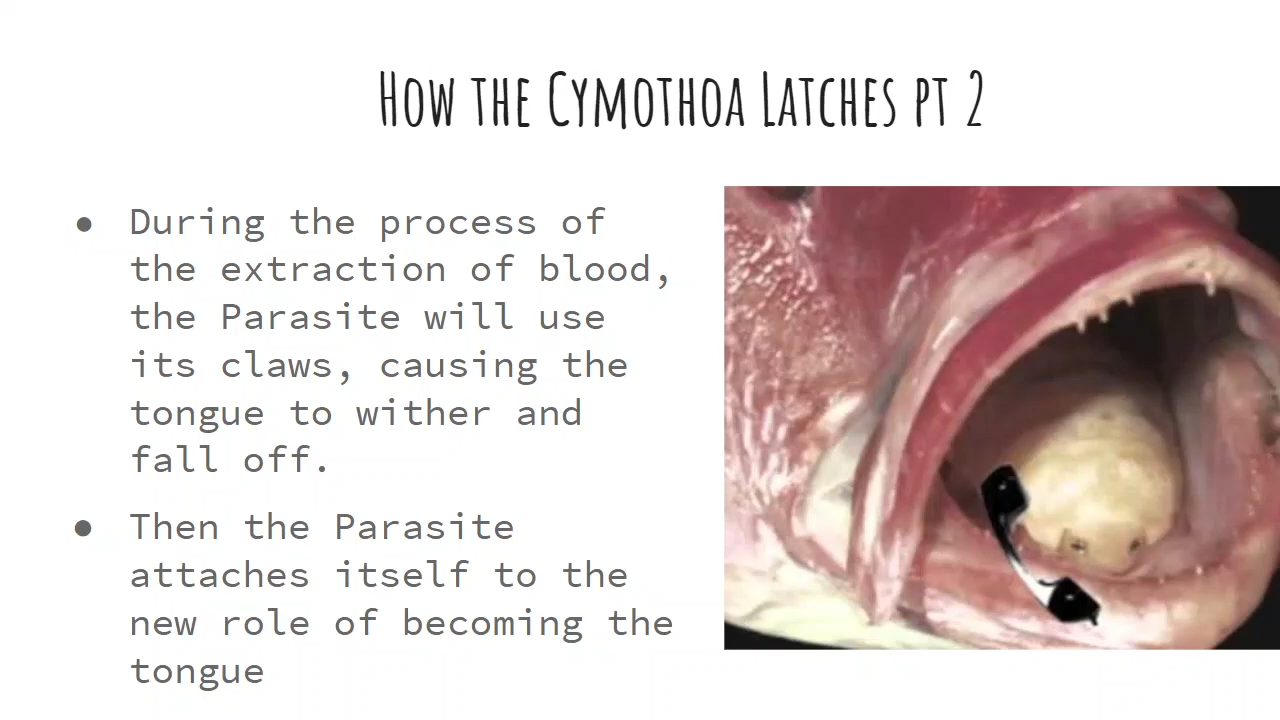 How the Cymothoa Latches pt 2
● During the process of
the extraction of blood,
the Parasite will use
its claws, causing the
tongue to wither and
fall off.
● Then the Parasite
attaches itself to the
new role of becoming the
tongue